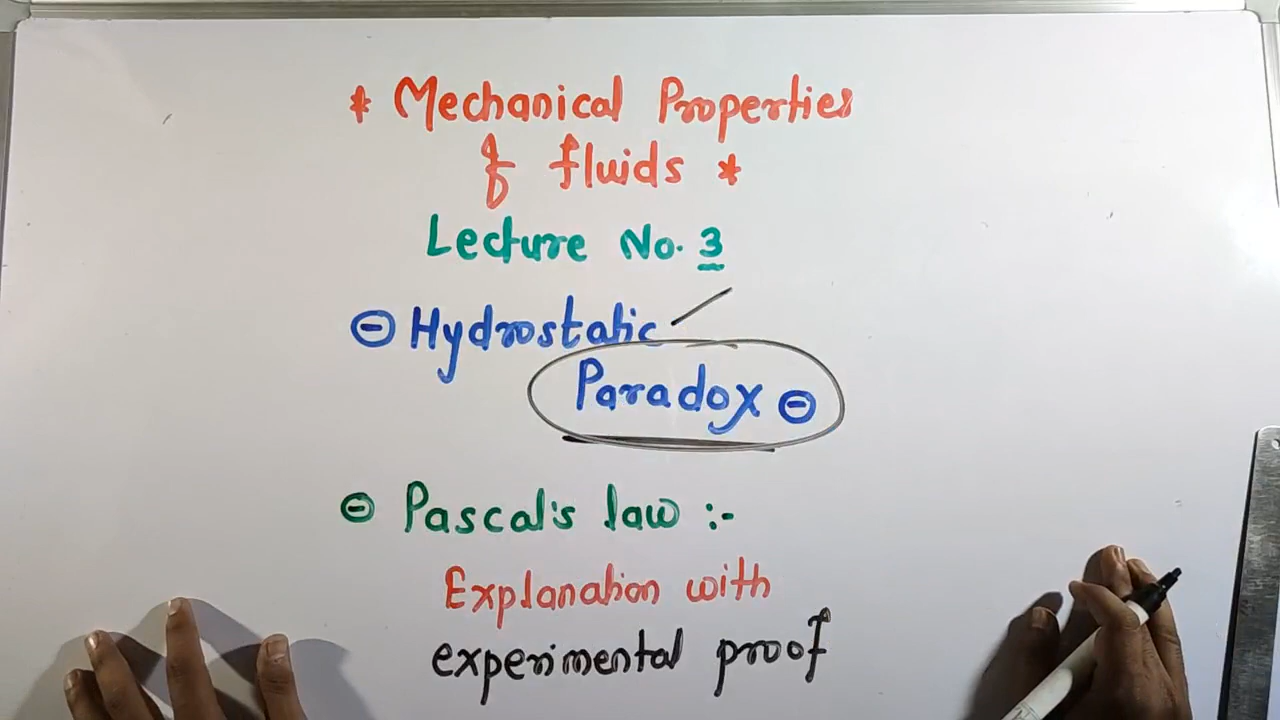 * Mechanical Properties
of fluids *
Lecture No. 3
⊖ Hydrostatic
Paradox ⊖
⊖ Pascal's law :-
Explanation with
experimental proof